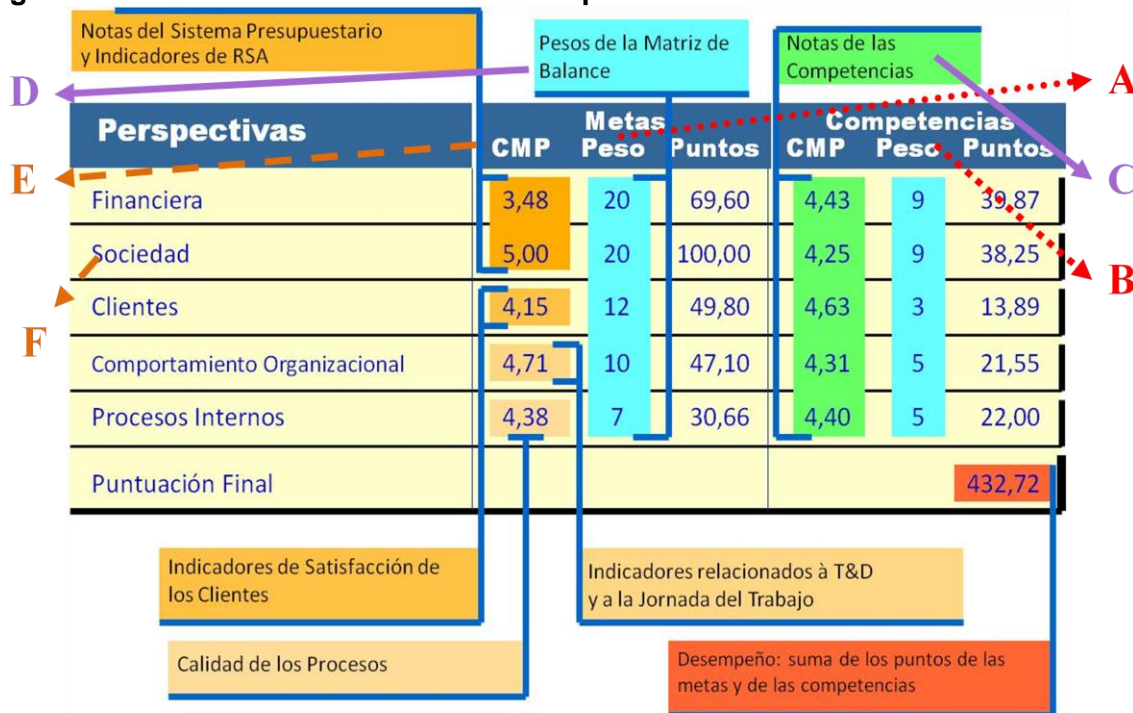 Notas del Sistema Presupuestario
y Indicadores de RSA
Pesos de la Matriz de
Balance
Notas de las
Competencias
D
A
Perspectivas
Metas
Competencias
CMP Peso Puntos CMP Peso Puntos
E
C
Financiera 3,48 20 69,60 4,43 9 39,87
Sociedad 5,00 20 100,00 4,25 9 38,25
B
Clientes 4,15 12 49,80 4,63 3 13,89
F
Comportamiento Organizacional 4,71 10 47,10 4,31 5 21,55
Procesos Internos 4,38 7 30,66 4,40 5 22,00
Puntuación Final 432,72
Indicadores de Satisfacción de
los Clientes
Indicadores relacionados à T&D
y a la Jornada del Trabajo
Calidad de los Procesos
Desempeño: suma de los puntos de las
metas y de las competencias